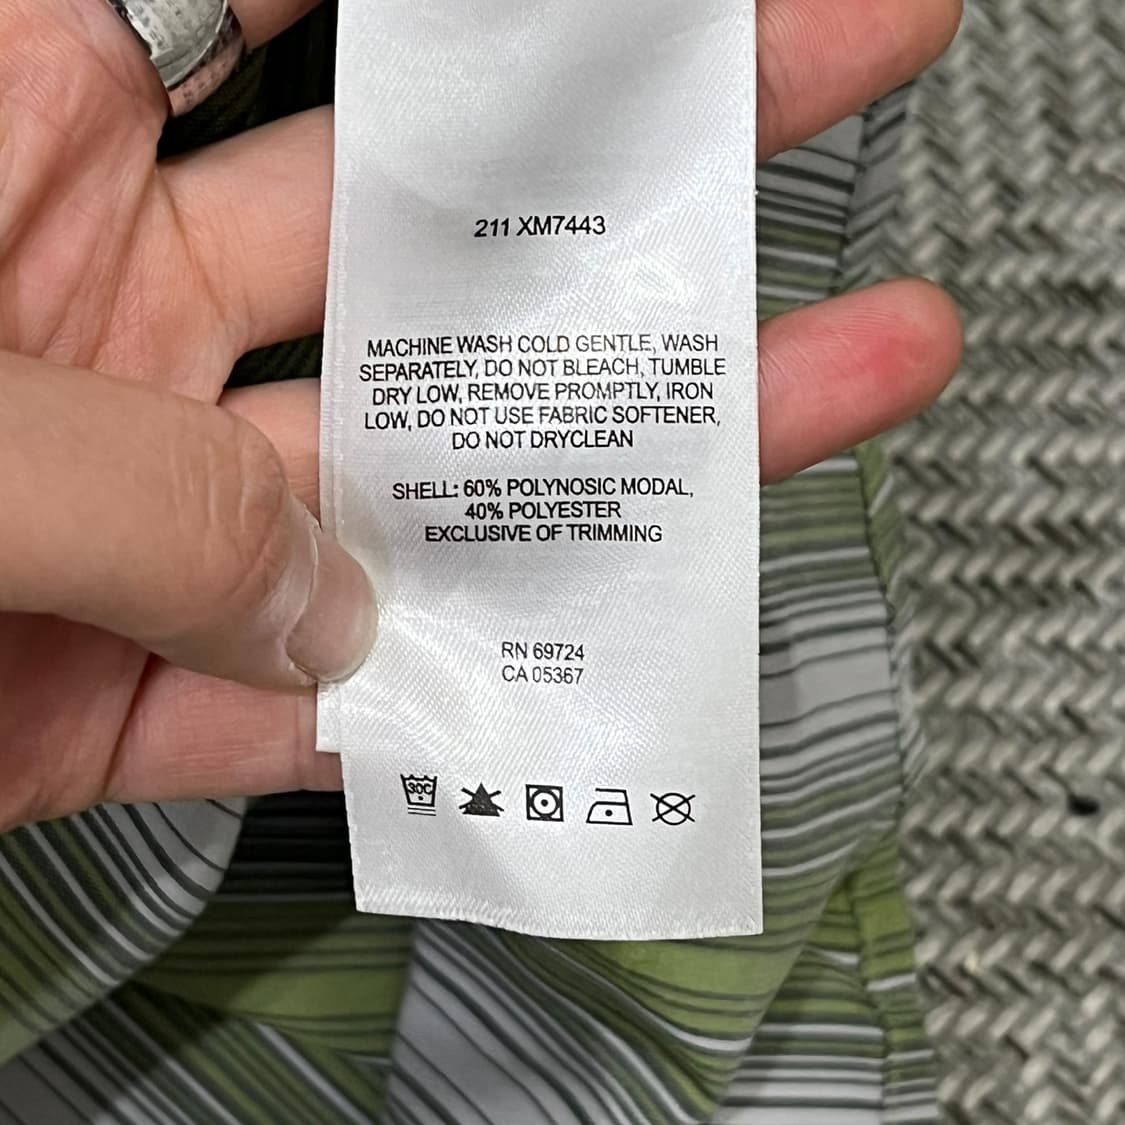 211 XM7443
MACHINE WASH COLD GENTLE, WASH
SEPARATELY, DO NOT BLEACH, TUMBLE
DRY LOW, REMOVE PROMPTLY, IRON
LOW, DO NOT USE FABRIC SOFTENER,
DO NOT DRYCLEAN
SHELL: 60% POLYNOSIC MODAL,
40% POLYESTER
EXCLUSIVE OF TRIMMING
RN 69724
CA 05367
30C